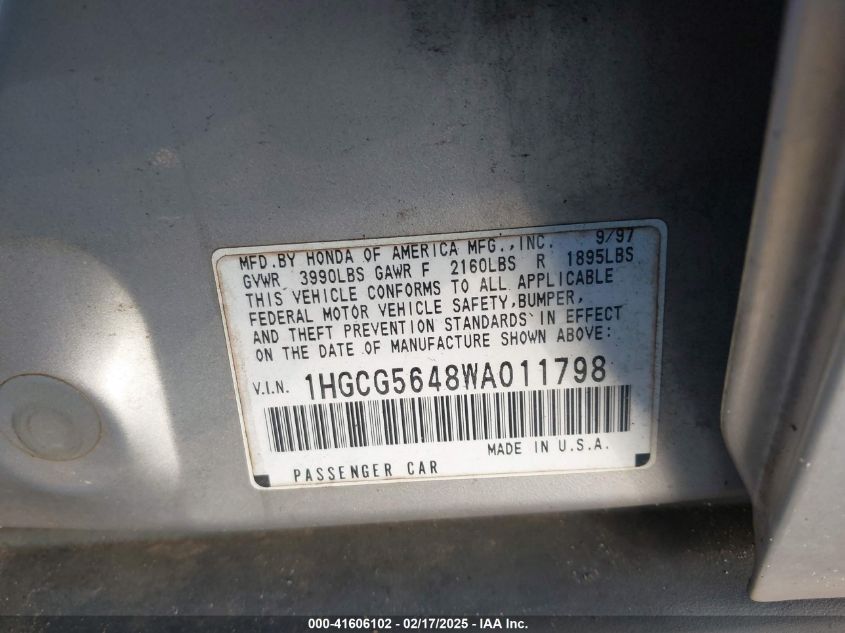 MFD.BY HONDA OF AMERICA MFG.,INC. 9/97
GVWR 3990LBS GAWR F 2160LBS R 1895LBS
THIS VEHICLE CONFORMS TO ALL APPLICABLE
FEDERAL MOTOR VEHICLE SAFETY,BUMPER,
AND THEFT PREVENTION STANDARDS IN EFFECT
ON THE DATE OF MANUFACTURE SHOWN ABOVE:
V.I.N. 1HGCG5648WA011798
MADE IN U.S.A.
PASSENGER CAR
000-41606102 - 02/17/2025 - IAA Inc.